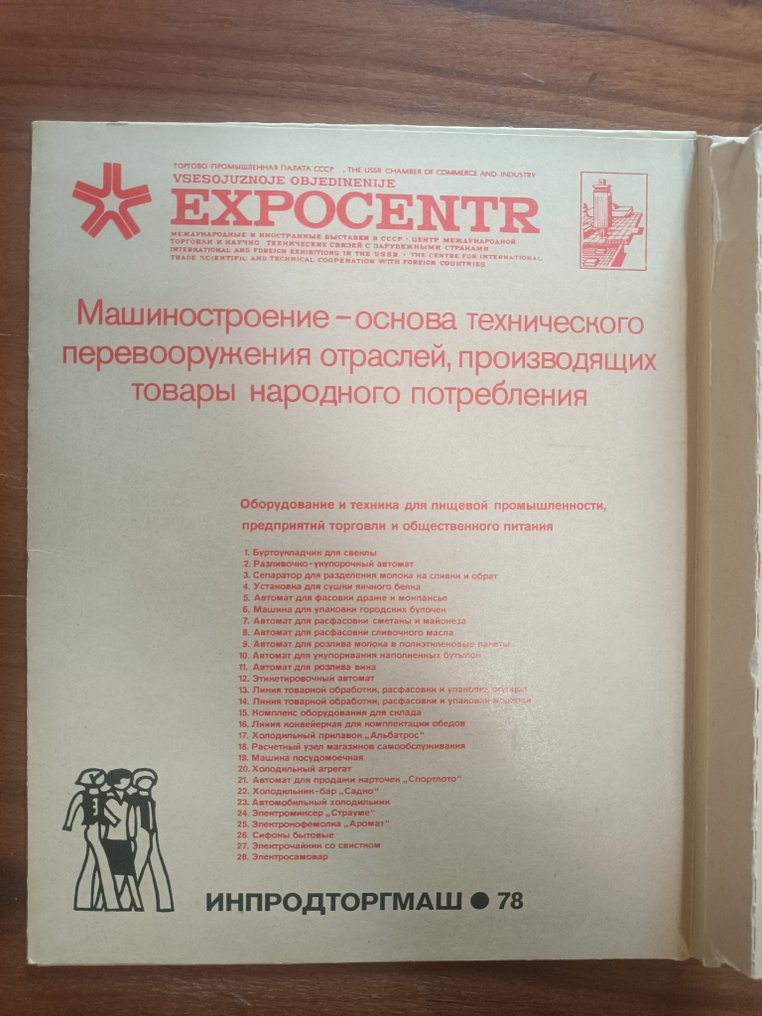 ТОРГОВО-ПРОМЫШЛЕННАЯ ПАЛАТА СССР . THE USSR CHAMBER OF COMMERCE AND INDUSTRY
VSESOJUZNOJE OBJEDINENIJE
EXPOCENTR
МЕЖДУНАРОДНЫЕ И ИНОСТРАННЫЕ ВЫСТАВКИ В СССР · ЦЕНТР МЕЖДУНАРОДНОЙ
ТОРГОВЛИ И НАУЧНО-ТЕХНИЧЕСКИХ СВЯЗЕЙ С ЗАРУБЕЖНЫМИ СТРАНАМИ
INTERNATIONAL AND FOREIGN EXHIBITIONS IN THE USSR · THE CENTRE FOR INTERNATIONAL
TRADE SCIENTIFIC AND TECHNICAL COOPERATION WITH FOREIGN COUNTRIES
Машиностроение – основа технического
перевооружения отраслей, производящих
товары народного потребления
Оборудование и техника для пищевой промышленности,
предприятий торговли и общественного питания
1. Буртоукладчик для свеклы
2. Разливочно-укупорочный автомат
3. Сепаратор для разделения молока на сливки и обрат
4. Установка для сушки яичного белка
5. Автомат для фасовки драже и монпансье
6. Машина для упаковки городских булочек
7. Автомат для расфасовки сметаны и майонеза
8. Автомат для расфасовки сливочного масла
9. Автомат для розлива молока в полиэтиленовые пакеты
10. Автомат для укупоривания наполненных бутылок
11. Автомат для розлива вина
12. Этикетировочный автомат
13. Линия товарной обработки, расфасовки и упаковки огурцов
14. Линия товарной обработки, расфасовки и упаковки моркови
15. Комплекс оборудования для склада
16. Линия конвейерная для комплектации обедов
17. Холодильный прилавок „Альбатрос“
18. Расчетный узел магазинов самообслуживания
19. Машина посудомоечная
20. Холодильный агрегат
21. Автомат для продажи карточек „Спортлото“
22. Холодильник-бар „Садко“
23. Автомобильный холодильник
24. Электромиксер „Страуме“
25. Электрокофемолка „Аромат“
26. Сифоны бытовые
27. Электрочайник со свистком
28. Электросамовар
ИНПРОДТОРГМАШ ● 78